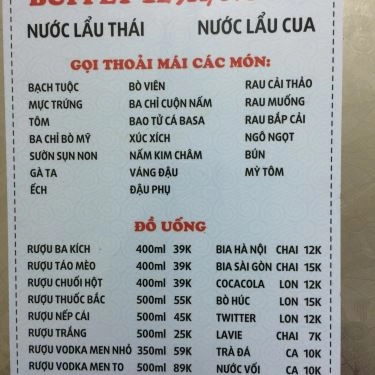 BUFFET
NƯỚC LẨU THÁI NƯỚC LẨU CUA
GỌI THOẢI MÁI CÁC MÓN:
BẠCH TUỘC BÒ VIÊN RAU CẢI THẢO
MỰC TRỨNG BA CHỈ CUỘN NẤM RAU MUỐNG
TÔM BAO TỬ CÁ BASA RAU BẮP CẢI
BA CHỈ BÒ MỸ XÚC XÍCH NGÔ NGỌT
SƯỜN SỤN NON NẤM KIM CHÂM BÚN
GÀ TA VÁNG ĐẬU MỲ TÔM
ẾCH ĐẬU PHỤ
ĐỒ UỐNG
RƯỢU BA KÍCH 400ml 39K BIA HÀ NỘI CHAI 12K
RƯỢU TÁO MÈO 400ml 39K BIA SÀI GÒN CHAI 15K
RƯỢU CHUỐI HỘT 400ml 39K COCACOLA LON 12K
RƯỢU THUỐC BẮC 500ml 55K BÒ HÚC LON 15K
RƯỢU NẾP CÁI 500ml 45K TWITTER LON 12K
RƯỢU TRẮNG 500ml 25K LAVIE CHAI 7K
RƯỢU VODKA MEN NHỎ 350ml 59K TRÀ ĐÁ CA 10K
RƯỢU VODKA MEN TO 500ml 89K NƯỚC VỐI CA 10K